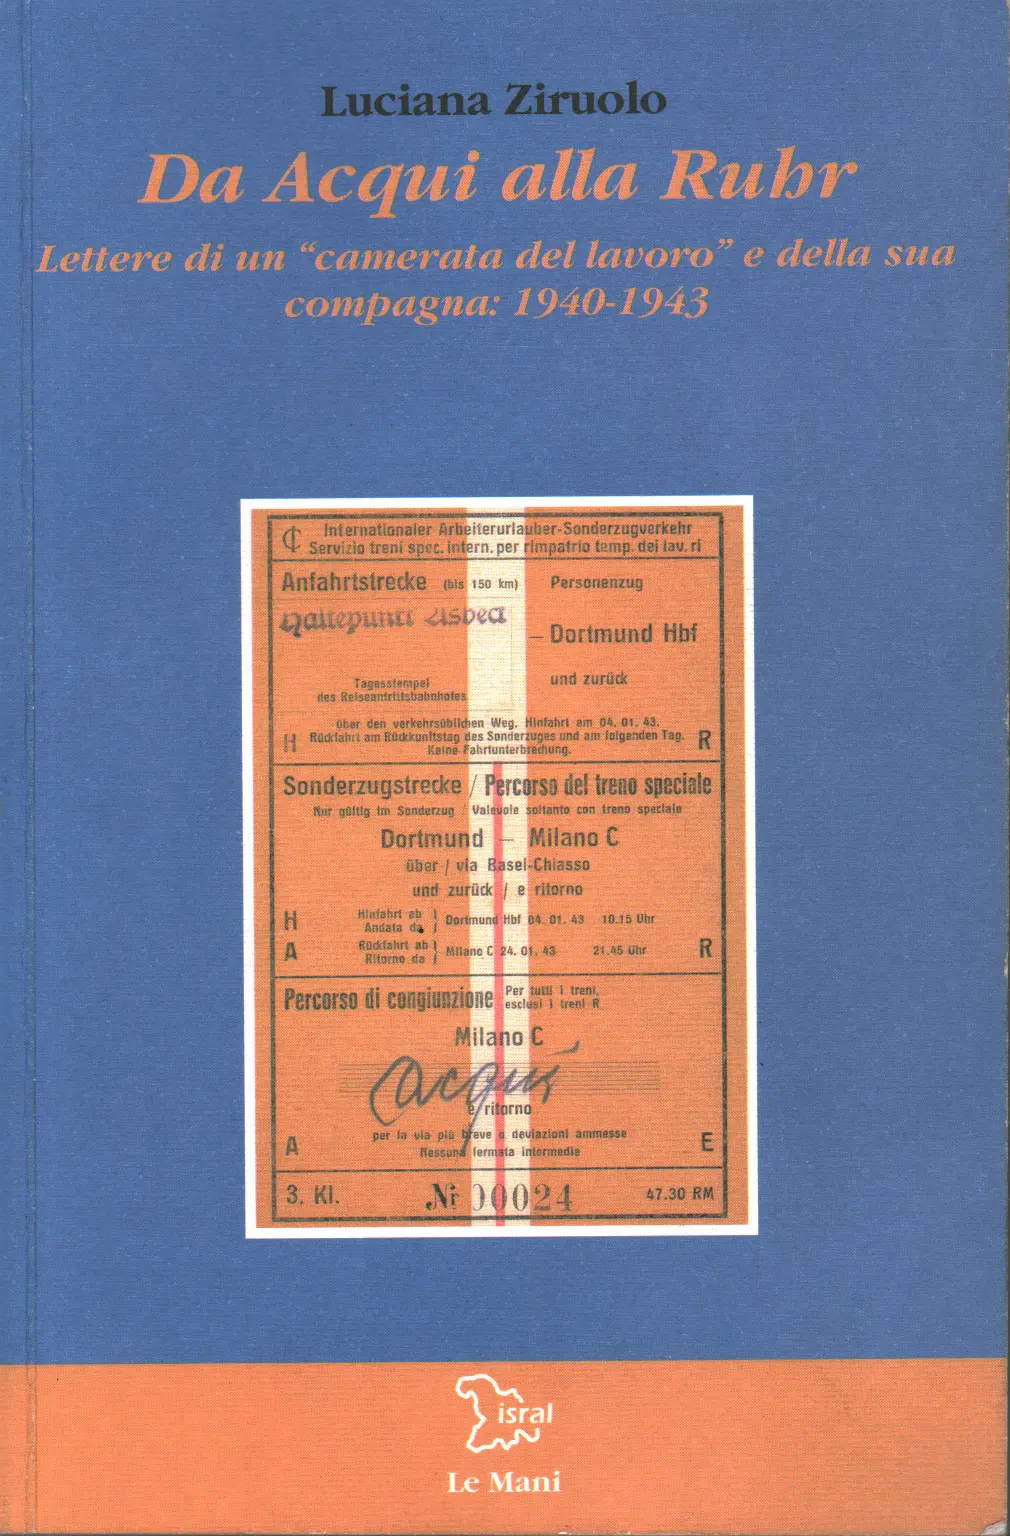 Luciana Ziruolo
Da Acqui alla Ruhr
Lettere di un “camerata del lavoro” e della sua
compagna: 1940-1943
Internationaler Arbeiterurlauber-Sonderzugverkehr
Servizio treni spec. intern. per rimpatrio temp. dei lav. ri
Anfahrtstrecke (bis 150 km) Personenzug
Haltepunkt
– Dortmund Hbf
und zurück
Tagesstempel
des Reiseantrittsbahnhofes
über den verkehrsüblichen Weg. Hinfahrt am 04. 01. 43.
H Rückfahrt am Rückkunftstag des Sonderzuges und am folgenden Tag. R
Keine Fahrtunterbrechung.
Sonderzugstrecke / Percorso del treno speciale
Nur gültig im Sonderzug / Valevole soltanto con treno speciale
Dortmund – Milano C
über / via Basel-Chiasso
und zurück / e ritorno
H Hinfahrt ab } Dortmund Hbf 04. 01. 43 10.15 Uhr
Andata da
A Rückfahrt ab } Milano C 24. 01. 43 21.45 Uhr R
Ritorno da
Percorso di congiunzione Per tutti i treni,
esclusi i treni R
Milano C
Acqui
e ritorno
per la via più breve o deviazioni ammesse
A Nessuna fermata intermedia E
3. Kl. Nr 00024 47.30 RM
isral
Le Mani